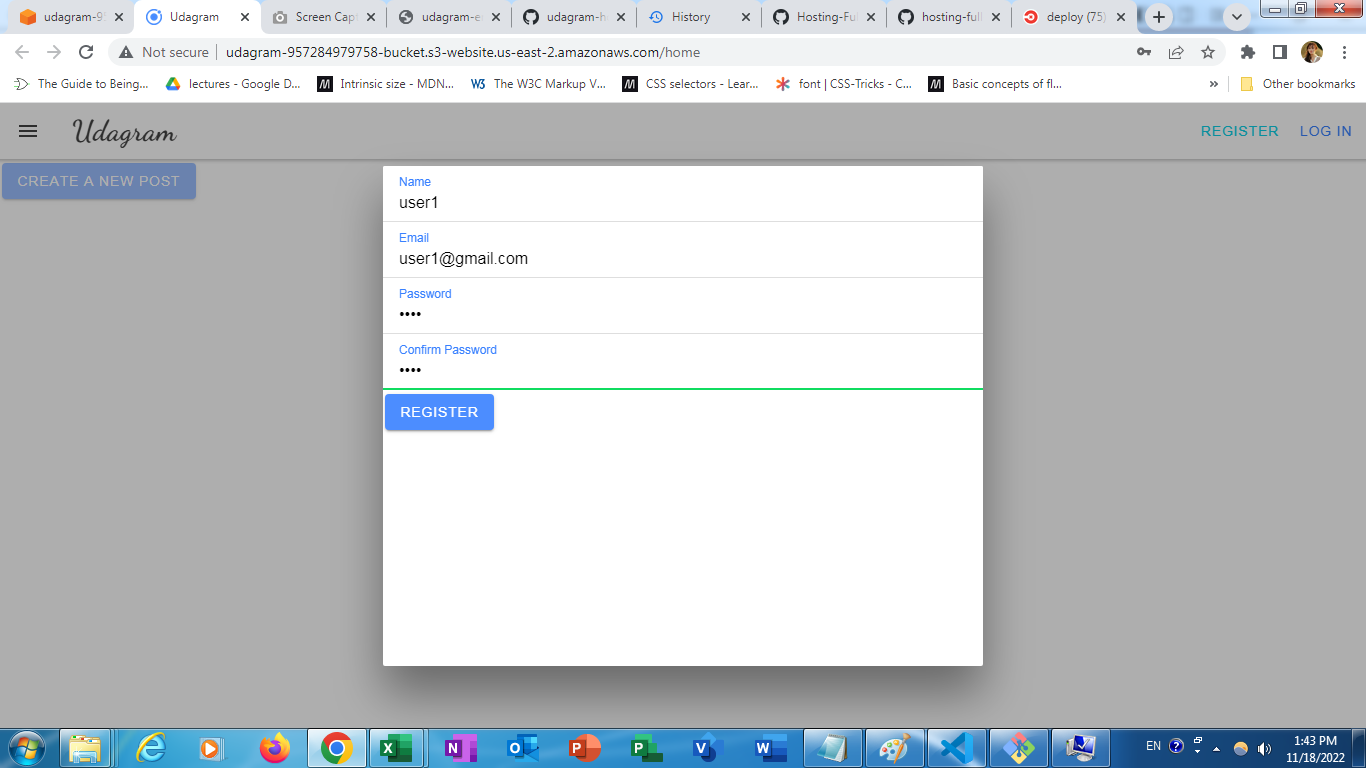 udagram-95
Udagram
Screen Capt
udagram-e
udagram-h
History
Hosting-Ful
hosting-full
deploy (75)
Not secure
udagram-957284979758-bucket.s3-website.us-east-2.amazonaws.com/home
The Guide to Being...
lectures - Google D...
Intrinsic size - MDN...
The W3C Markup V...
CSS selectors - Lear...
font | CSS-Tricks - C...
Basic concepts of fl...
»
Other bookmarks
Udagram
REGISTER
LOG IN
CREATE A NEW POST
Name
user1
Email
user1@gmail.com
Password
••••
Confirm Password
••••
REGISTER
EN
1:43 PM
11/18/2022